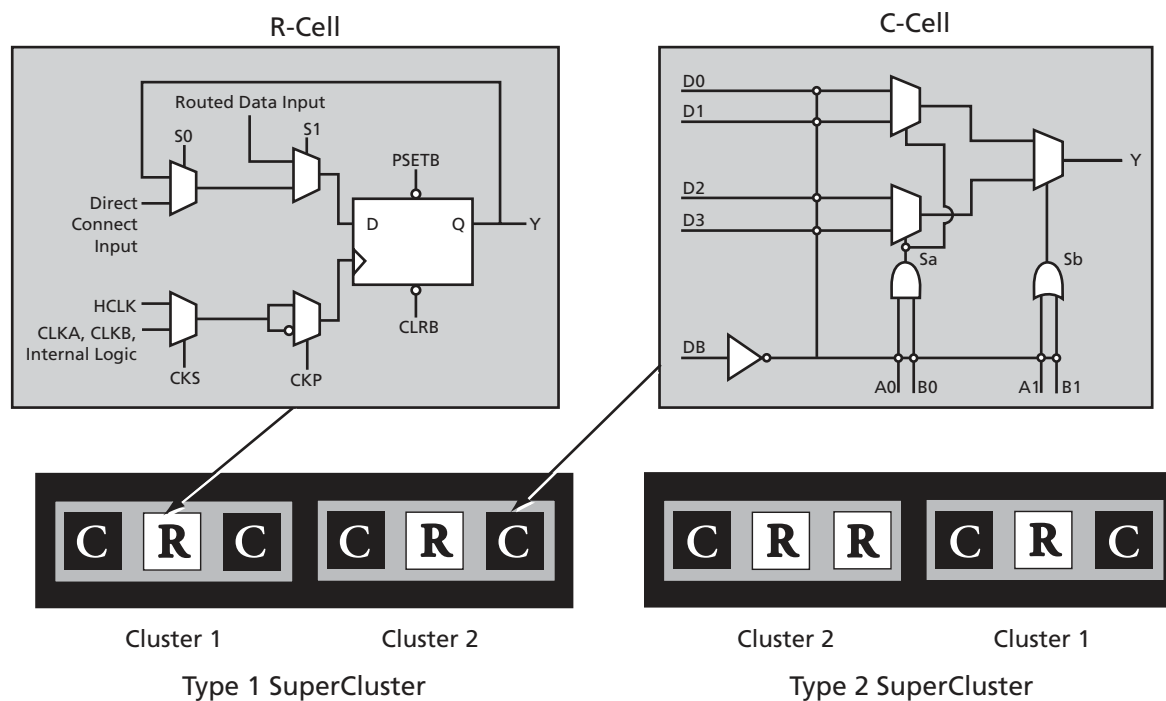 R-Cell
Routed Data Input
S0
S1
PSETB
Direct
Connect
Input
D
Q
Y
HCLK
CLKA, CLKB,
Internal Logic
CKS
CKP
CLRB
C-Cell
D0
D1
D2
D3
Y
Sa
Sb
DB
A0
B0
A1
B1
C R C C R C
Cluster 1 Cluster 2
Type 1 SuperCluster
C R R C R C
Cluster 2 Cluster 1
Type 2 SuperCluster